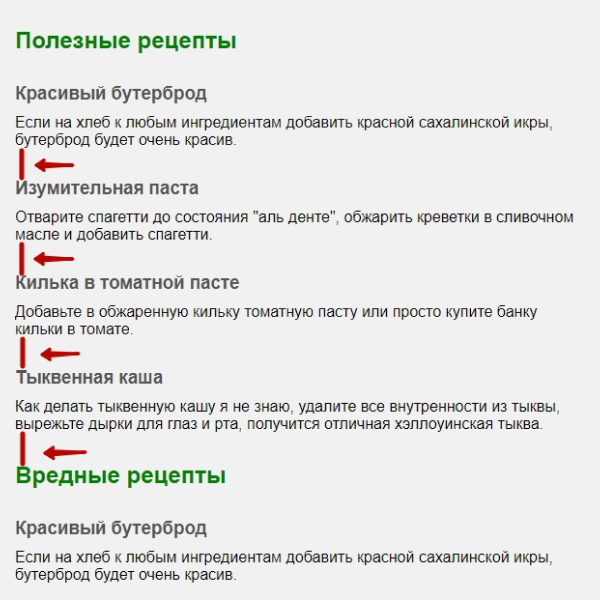 Полезные рецепты
Красивый бутерброд
Если на хлеб к любым ингредиентам добавить красной сахалинской икры,
бутерброд будет очень красив.
Изумительная паста
Отварите спагетти до состояния "аль денте", обжарить креветки в сливочном
масле и добавить спагетти.
Килька в томатной пасте
Добавьте в обжаренную кильку томатную пасту или просто купите банку
кильки в томате.
Тыквенная каша
Как делать тыквенную кашу я не знаю, удалите все внутренности из тыквы,
вырежьте дырки для глаз и рта, получится отличная хэллоуинская тыква.
Вредные рецепты
Красивый бутерброд
Если на хлеб к любым ингредиентам добавить красной сахалинской икры,
бутерброд будет очень красив.